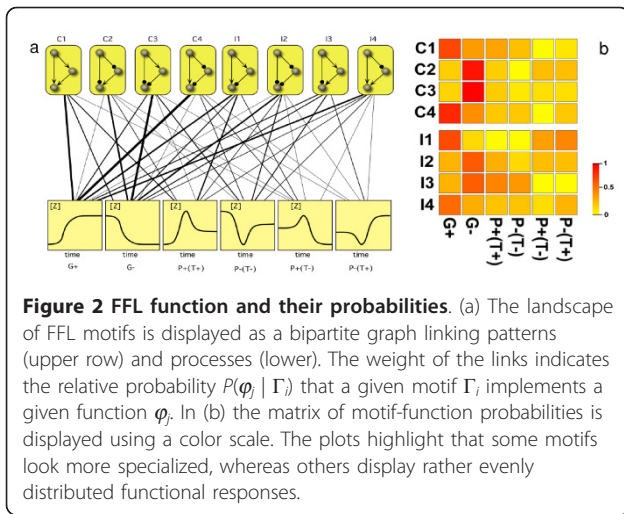 a
C1 C2 C3 C4 I1 I2 I3 I4
[Z] [Z] [Z] [Z] [Z] [Z]
time time time time time time
G+ G- P+(T+) P-(T-) P+(T-) P-(T+)
b
C1
C2
C3
C4
I1
I2
I3
I4
1
0.5
0
G+ G- P+(T+) P-(T-) P+(T-) P-(T+)
Figure 2 FFL function and their probabilities. (a) The landscape
of FFL motifs is displayed as a bipartite graph linking patterns
(upper row) and processes (lower). The weight of the links indicates
the relative probability P(φj | Γi) that a given motif Γi implements a
given function φj. In (b) the matrix of motif-function probabilities is
displayed using a color scale. The plots highlight that some motifs
look more specialized, whereas others display rather evenly
distributed functional responses.